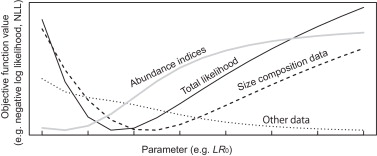 Objective function value
(e.g. negative log likelihood, NLL)
Abundance indices
Total likelihood
Size composition data
Other data
Parameter (e.g. LR₀)